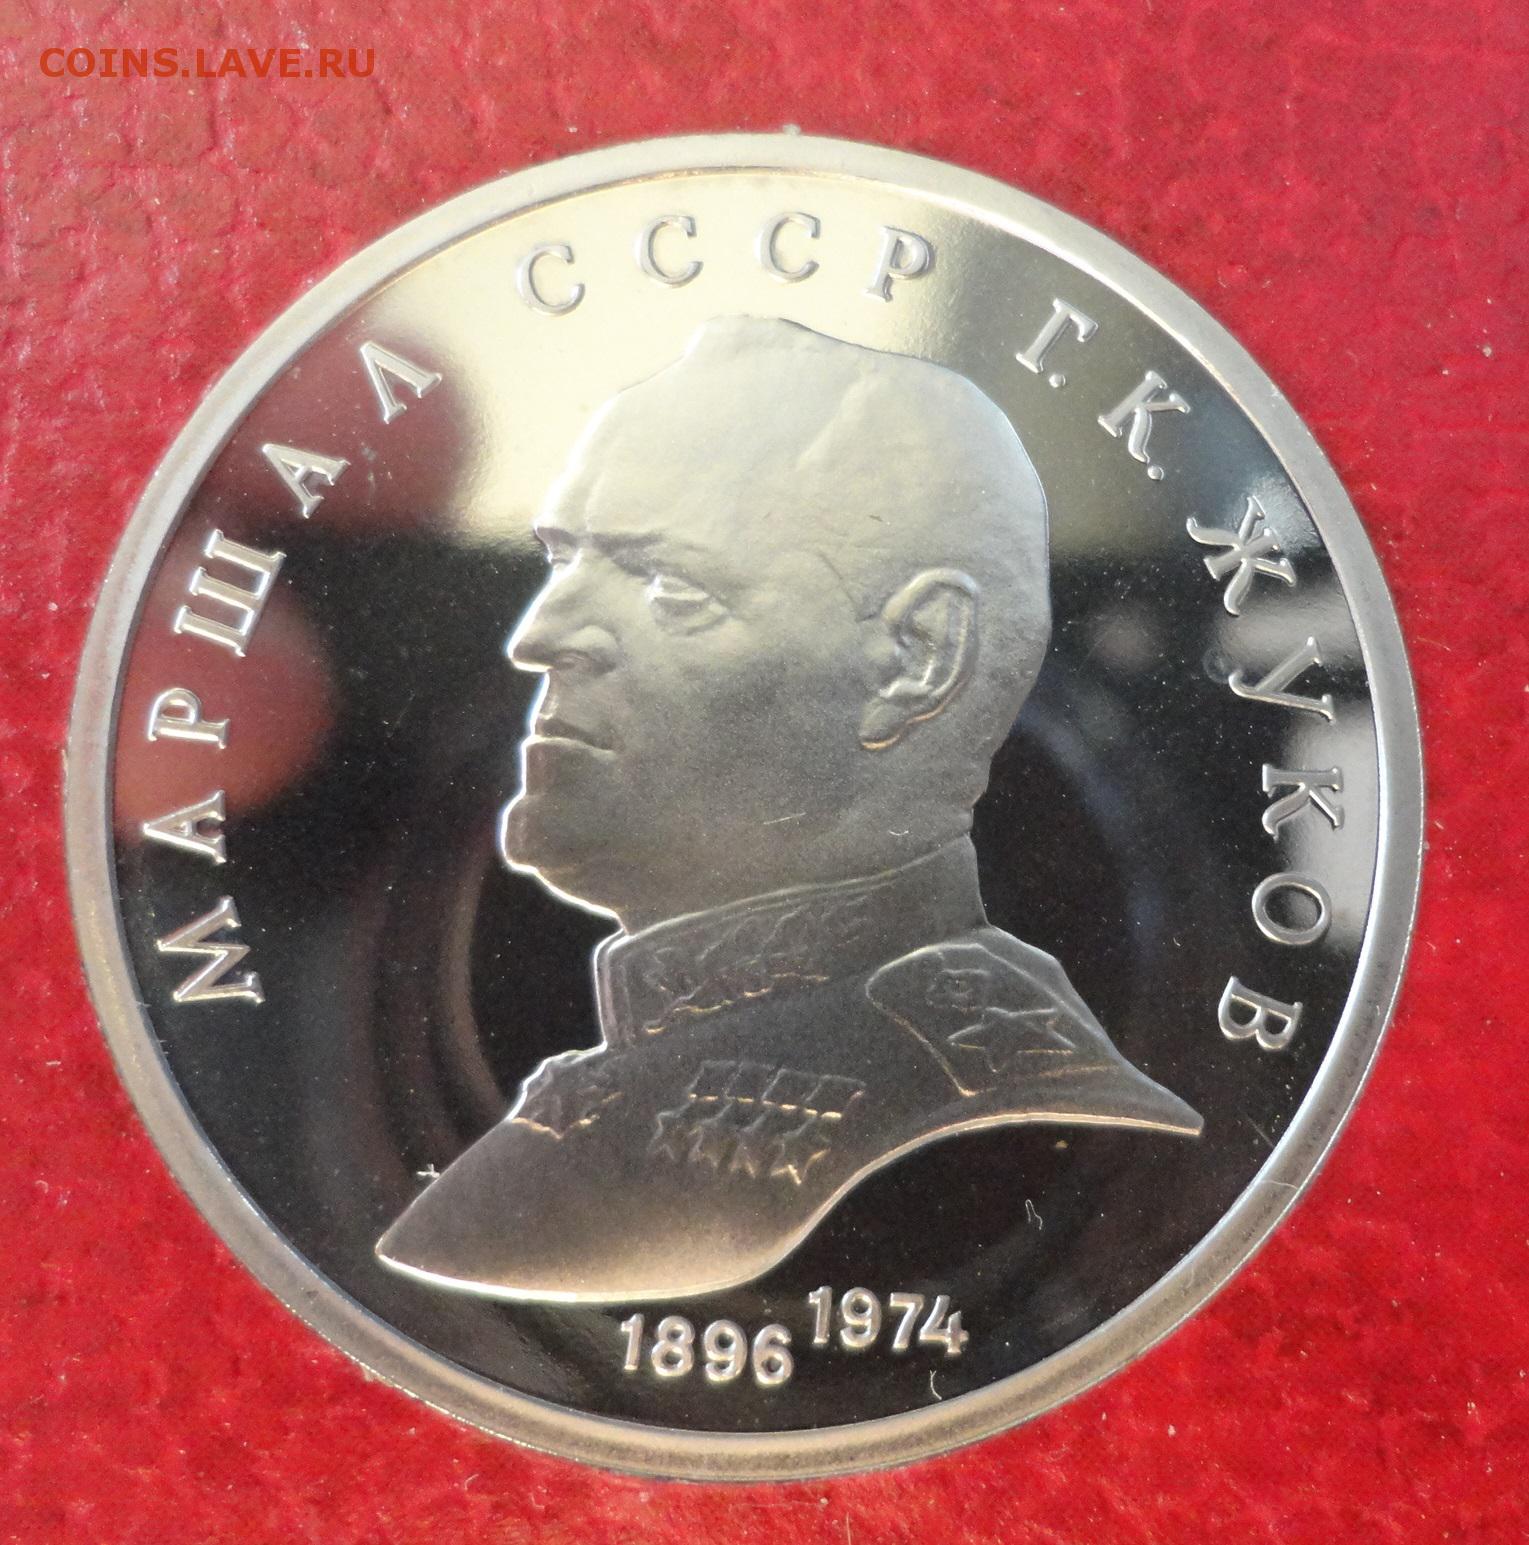 COINS.LAVE.RU
МАРШАЛ СССР Г.К.ЖУКОВ
1896 1974